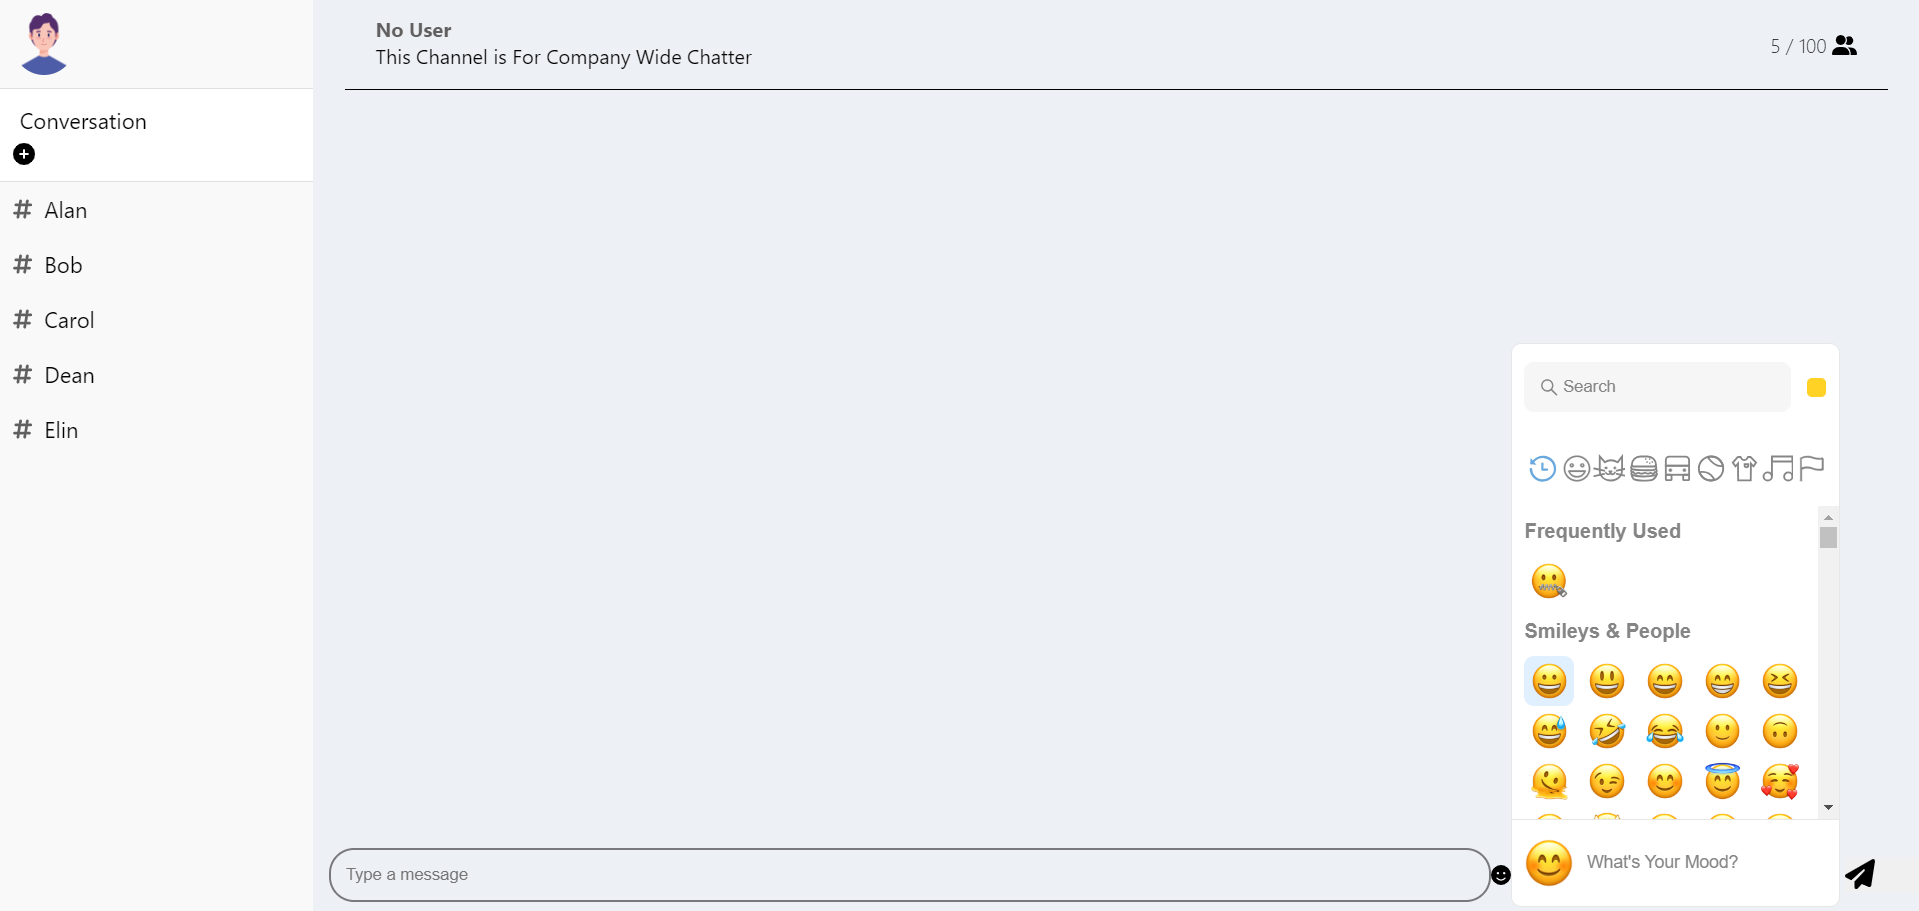 No User
This Channel is For Company Wide Chatter
5 / 100
Conversation
# Alan
# Bob
# Carol
# Dean
# Elin
Search
Frequently Used
Smileys & People
What's Your Mood?
Type a message